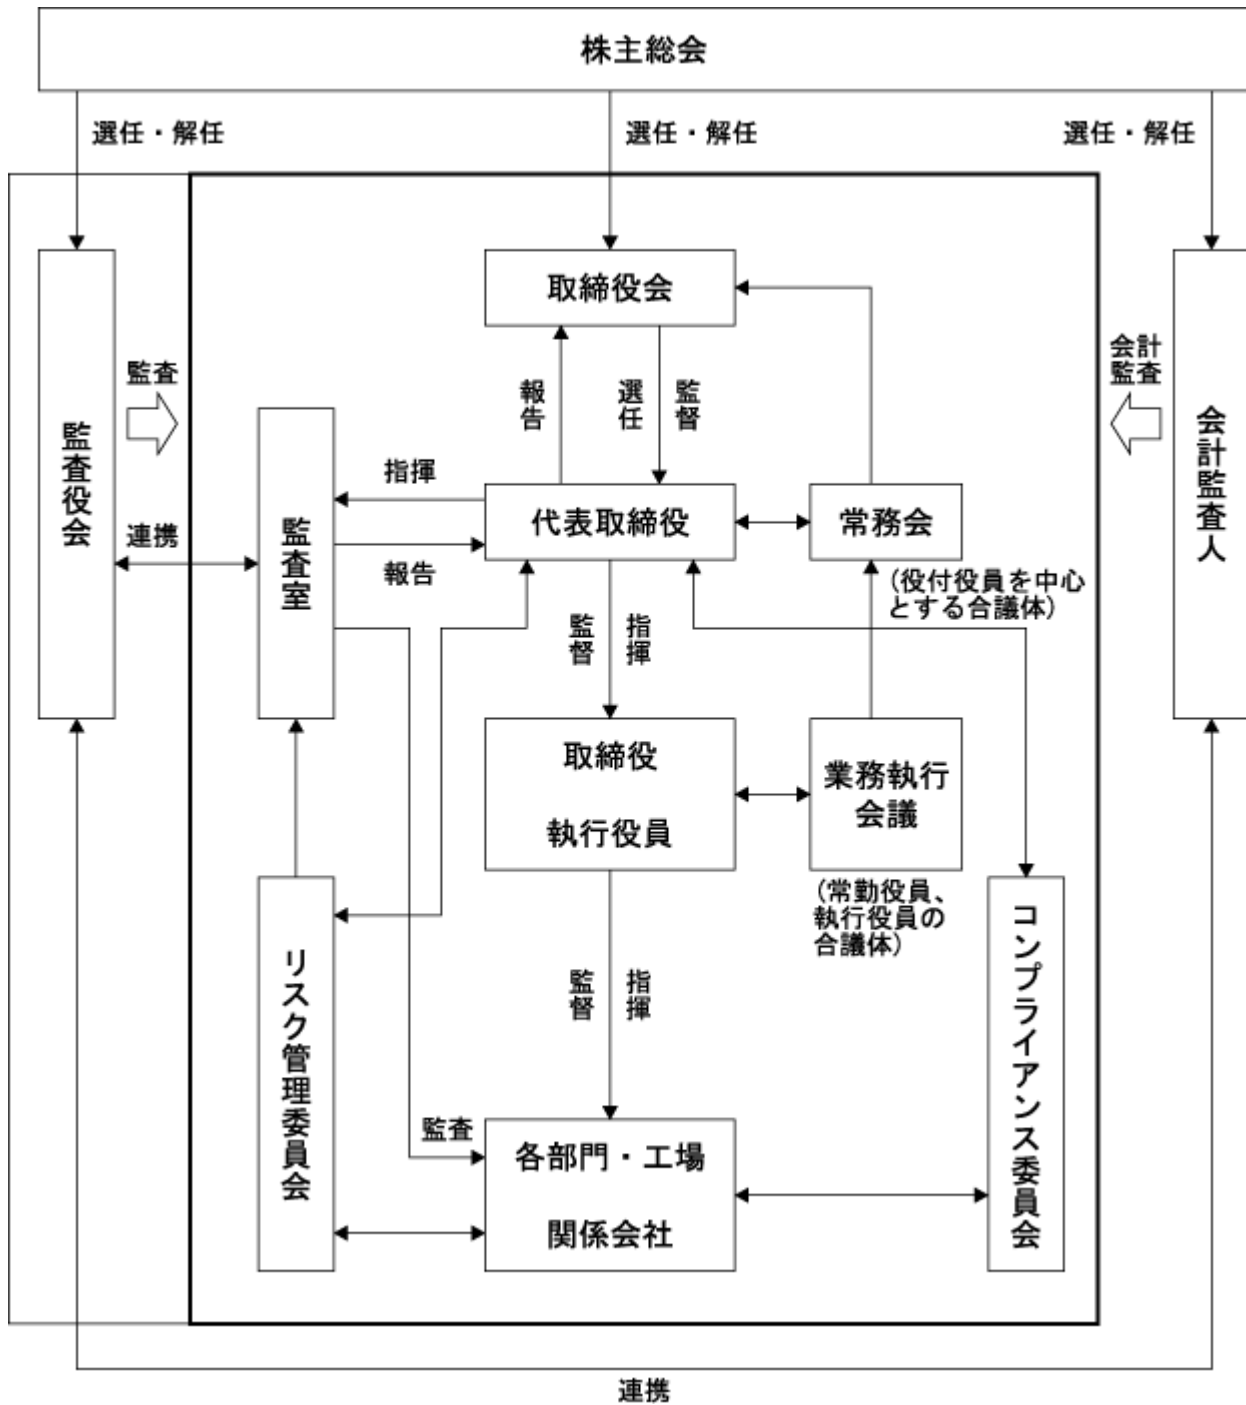 株主総会
選任・解任
選任・解任
選任・解任
取締役会
監査
会計
監査
報告
選任
監督
監査役会
会計監査人
指揮
代表取締役
常務会
監査室
連携
報告
(役付役員を中心
とする合議体)
監督
指揮
取締役
執行役員
業務執行
会議
(常勤役員、
執行役員の
合議体)
リスク管理委員会
コンプライアンス委員会
監督
指揮
監査
各部門・工場
関係会社
連携